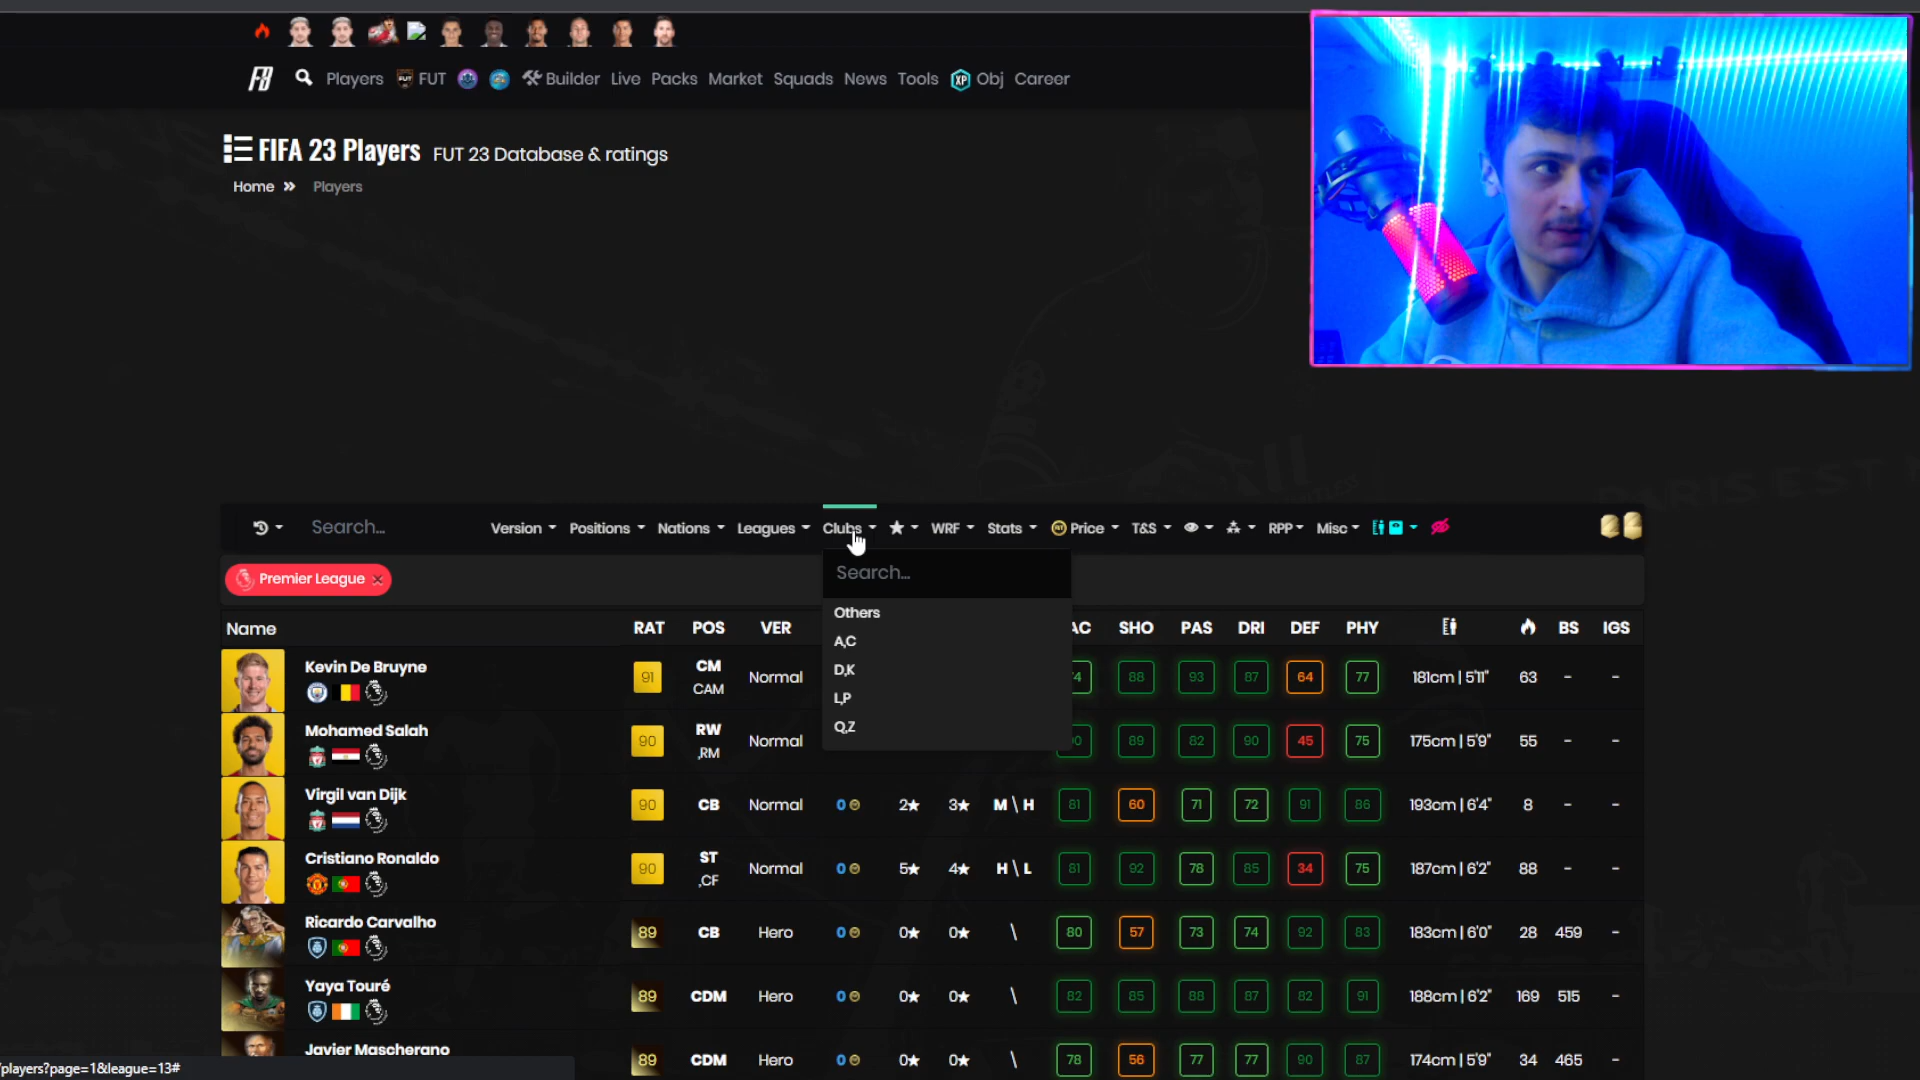 Players FUT Builder Live Packs Market Squads News Tools XP Obj Career
FIFA 23 Players FUT 23 Database & ratings
Home » Players
Search... Version Positions Nations Leagues Clubs WRF Stats Price T&S RPP Misc
Search...
Premier League ×
Others
A,C
D,K
L,P
Q,Z
Name RAT POS VER AC SHO PAS DRI DEF PHY BS IGS
Kevin De Bruyne 91 CM CAM Normal 88 93 87 64 77 181cm | 5'11" 63 - -
Mohamed Salah 90 RW ,RM Normal 89 82 90 45 75 175cm | 5'9" 55 - -
Virgil van Dijk 90 CB Normal 0 2★ 3★ M \ H 81 60 71 72 91 86 193cm | 6'4" 8 - -
Cristiano Ronaldo 90 ST ,CF Normal 0 5★ 4★ H \ L 81 92 78 85 34 75 187cm | 6'2" 88 - -
Ricardo Carvalho 89 CB Hero 0 0★ 0★ \ 80 57 73 74 92 83 183cm | 6'0" 28 459 -
Yaya Touré 89 CDM Hero 0 0★ 0★ \ 82 85 88 87 82 91 188cm | 6'2" 169 515 -
Javier Mascherano 89 CDM Hero 0 0★ 0★ \ 78 56 77 77 90 87 174cm | 5'9" 34 465 -
/players?page=1&league=13#